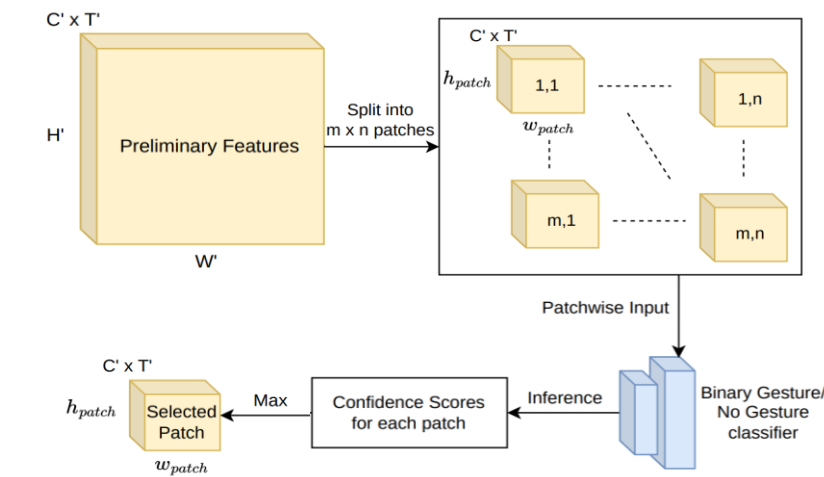 C' x T'
H'
Preliminary Features
W'
Split into
m x n patches
C' x T'
h_patch
1,1
w_patch
1,n
m,1
m,n
Patchwise Input
Binary Gesture/
No Gesture
classifier
Inference
Confidence Scores
for each patch
Max
C' x T'
h_patch
Selected
Patch
w_patch